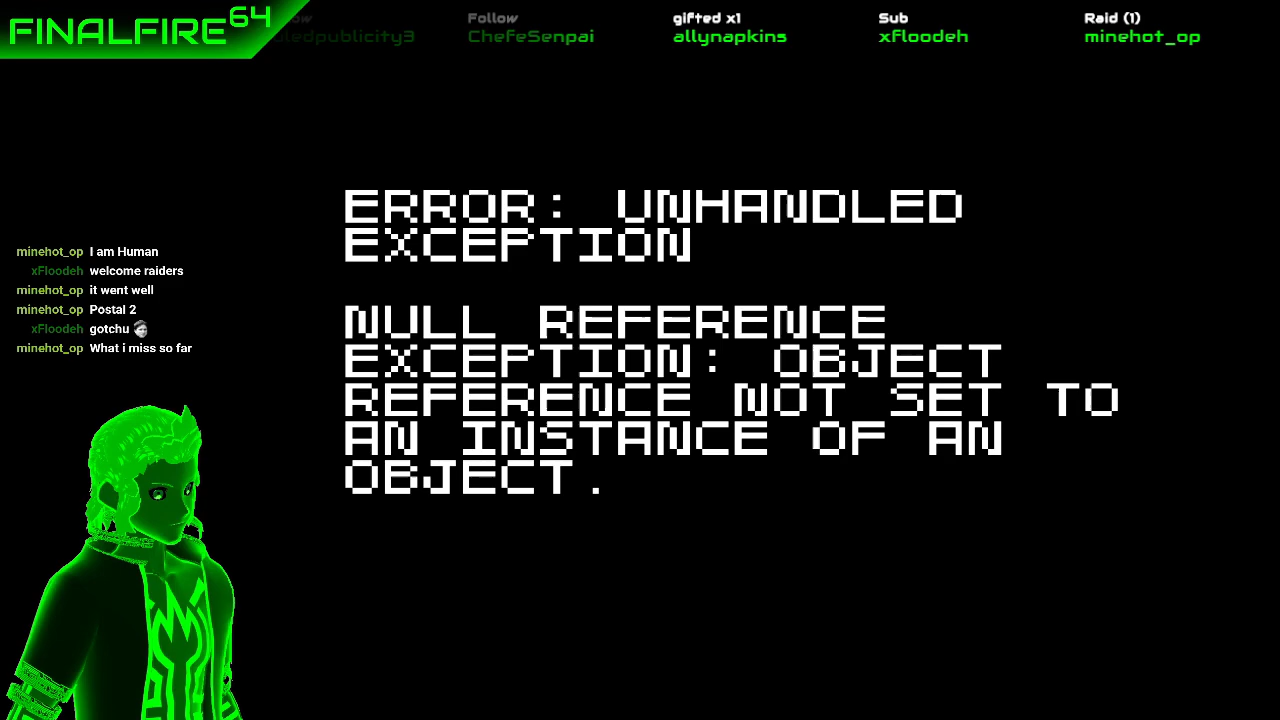 FINALFIRE64
Follow
ChefeSenpai
gifted x1
allynapkins
Sub
xfloodeh
Raid (1)
minehot_op
ERROR: UNHANDLED
EXCEPTION
NULL REFERENCE
EXCEPTION: OBJECT
REFERENCE NOT SET TO
AN INSTANCE OF AN
OBJECT.
minehot_op I am Human
xFloodeh welcome raiders
minehot_op it went well
minehot_op Postal 2
xFloodeh gotchu
minehot_op What i miss so far